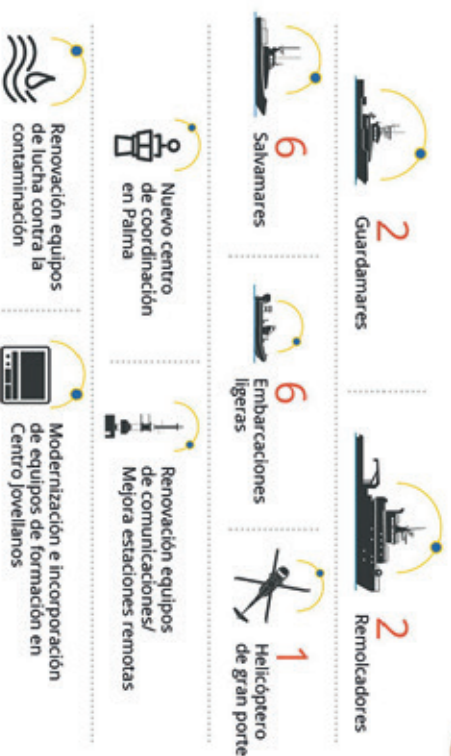 2
Guardamares
2
Remolcadores
6
Salvamares
6
Embarcaciones
ligeras
1
Helicóptero
de gran porte
Nuevo centro
de coordinación
en Palma
Renovación equipos
de comunicaciones/
Mejora estaciones remotas
Renovación equipos
de lucha contra la
contaminación
Modernización e incorporación
de equipos de formación en
Centro Jovellanos